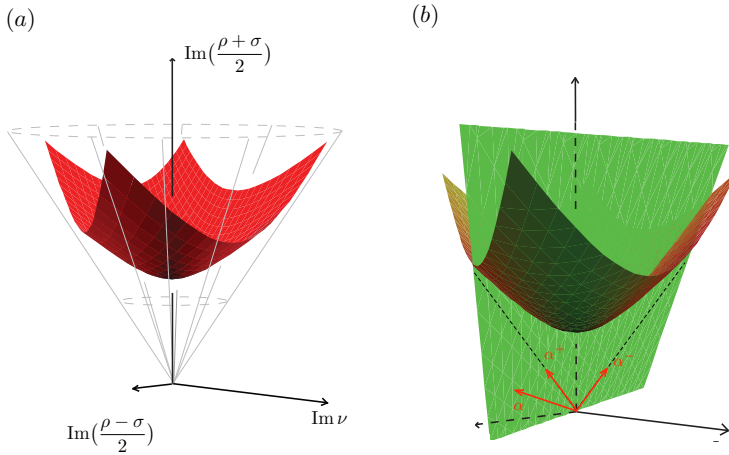 (a)
Im(ρ + σ / 2)
Im ν
Im(ρ − σ / 2)
(b)
α⁺
α⁻
α